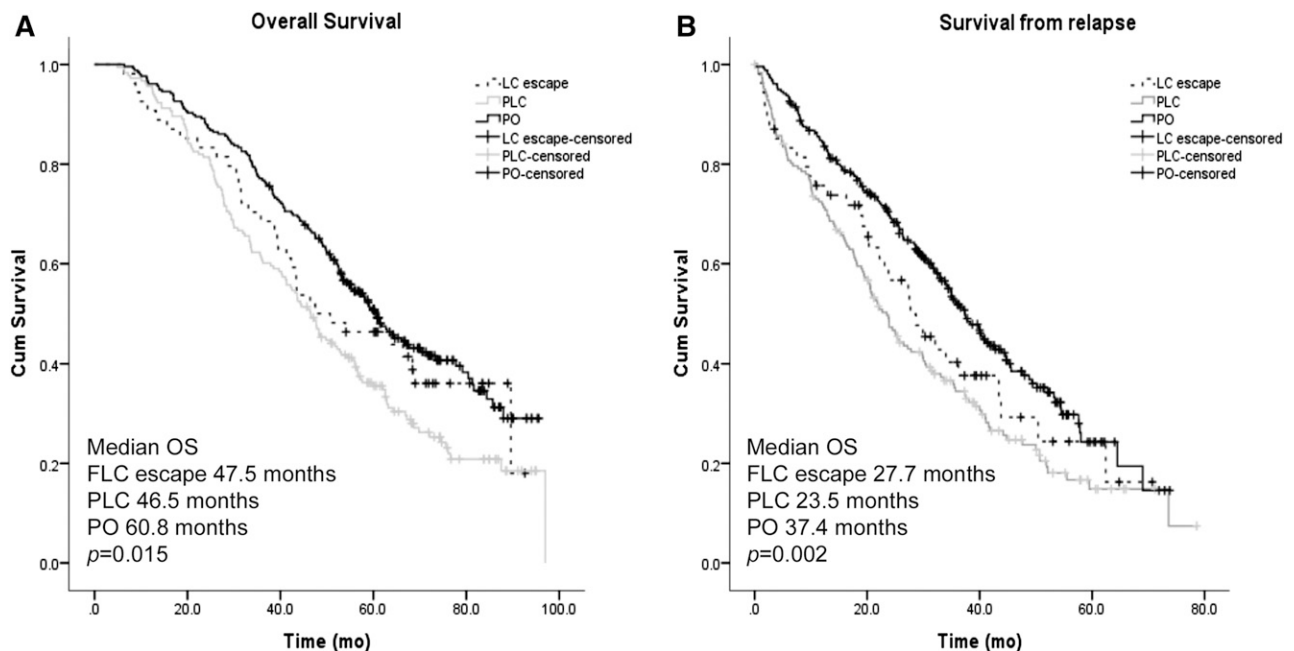 A
Overall Survival
1.0
0.8
0.6
0.4
0.2
0.0
Cum Survival
LC escape
PLC
PO
LC escape-censored
PLC-censored
PO-censored
Median OS
FLC escape 47.5 months
PLC 46.5 months
PO 60.8 months
p=0.015
.0 20.0 40.0 60.0 80.0 100.0
Time (mo)
B
Survival from relapse
1.0
0.8
0.6
0.4
0.2
0.0
Cum Survival
LC escape
PLC
PO
LC escape-censored
PLC-censored
PO-censored
Median OS
FLC escape 27.7 months
PLC 23.5 months
PO 37.4 months
p=0.002
.0 20.0 40.0 60.0 80.0
Time (mo)